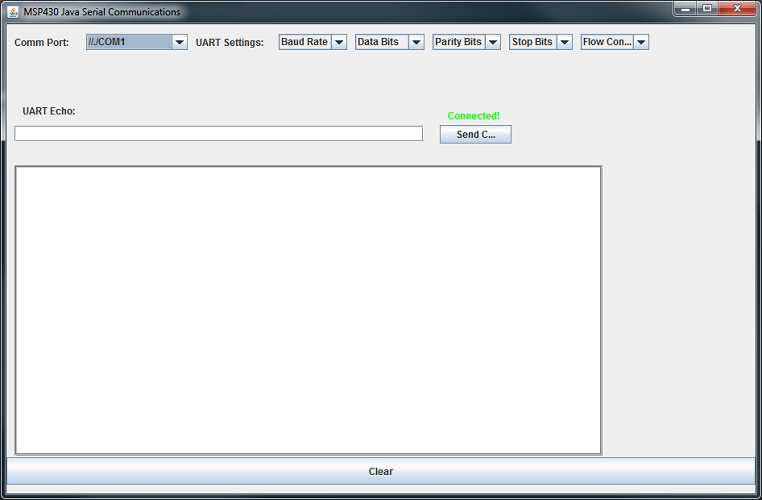 MSP430 Java Serial Communications
Comm Port: //./COM1 UART Settings: Baud Rate Data Bits Parity Bits Stop Bits Flow Con...
UART Echo:
Connected!
Send C...
Clear